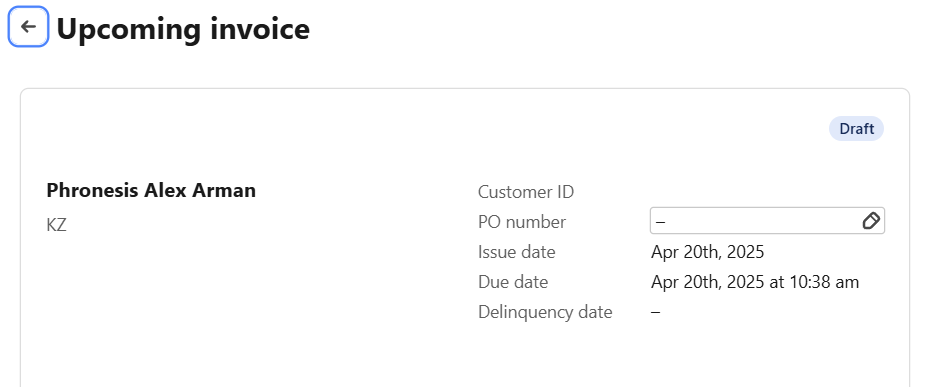 Upcoming invoice
Draft
Phronesis Alex Arman
KZ
Customer ID
PO number –
Issue date Apr 20th, 2025
Due date Apr 20th, 2025 at 10:38 am
Delinquency date –